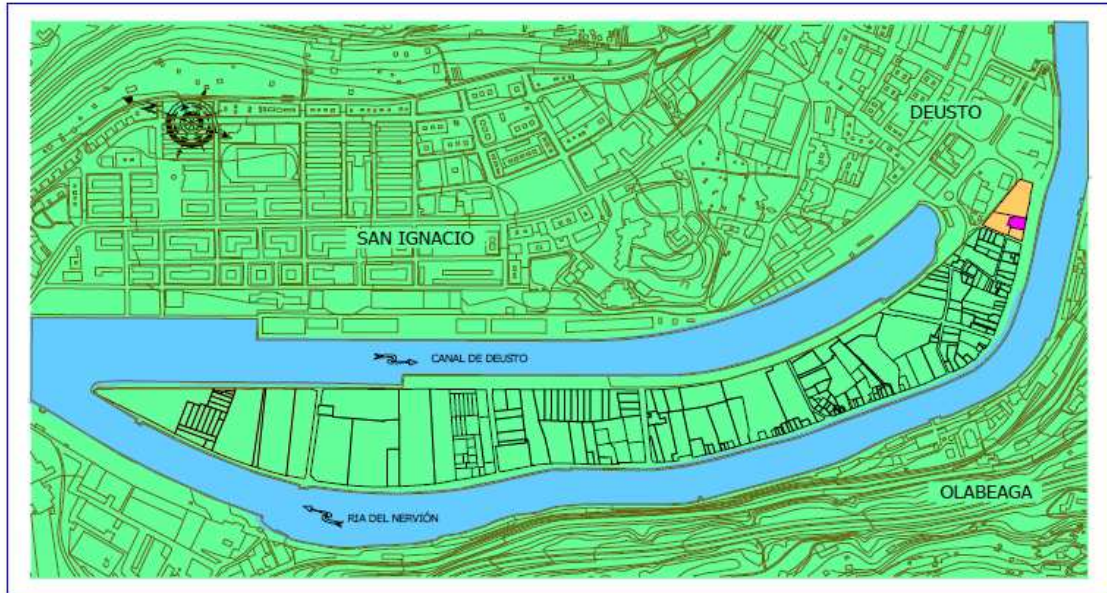 DEUSTO
SAN IGNACIO
CANAL DE DEUSTO
OLABEAGA
RIA DEL NERVIÓN